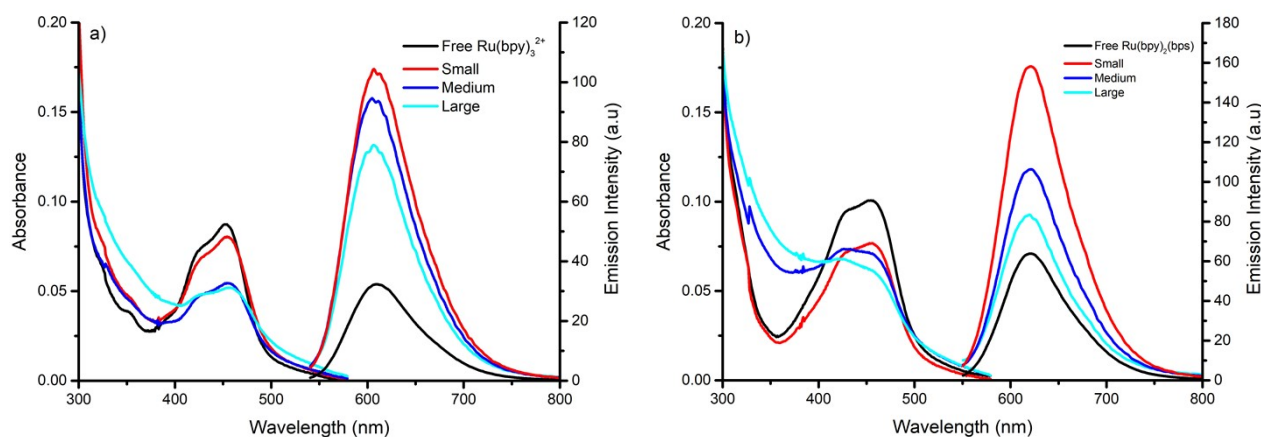 a)
Free Ru(bpy)₃²⁺
Small
Medium
Large
0.20
0.15
0.10
0.05
0.00
Absorbance
120
100
80
60
40
20
0
Emission Intensity (a.u)
300 400 500 600 700 800
Wavelength (nm)
b)
Free Ru(bpy)₂(bps)
Small
Medium
Large
0.20
0.15
0.10
0.05
0.00
Absorbance
180
160
140
120
100
80
60
40
20
0
Emission Intensity (a.u)
300 400 500 600 700 800
Wavelength (nm)